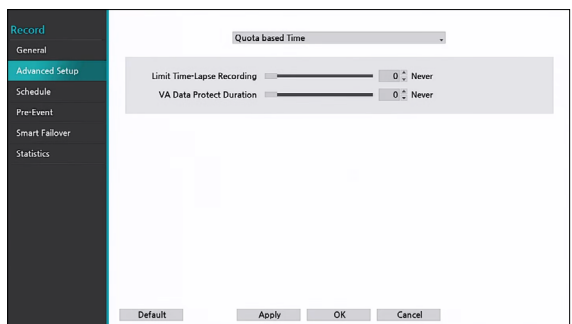 Record
General
Advanced Setup
Schedule
Pre-Event
Smart Failover
Statistics
Quota based Time
Limit Time-Lapse Recording 0 Never
VA Data Protect Duration 0 Never
Default Apply OK Cancel